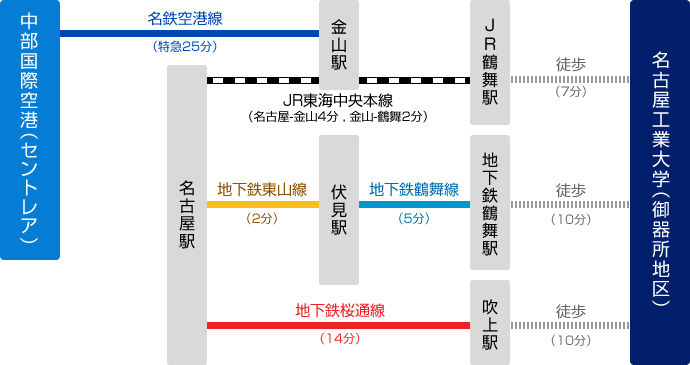 中部国際空港(セントレア)
名鉄空港線
(特急25分)
金山駅
JR鶴舞駅
徒歩
(7分)
名古屋工業大学(御器所地区)
JR東海中央本線
(名古屋-金山4分 , 金山-鶴舞2分)
名古屋駅
地下鉄東山線
(2分)
伏見駅
地下鉄鶴舞線
(5分)
地下鉄鶴舞駅
徒歩
(10分)
地下鉄桜通線
(14分)
吹上駅
徒歩
(10分)